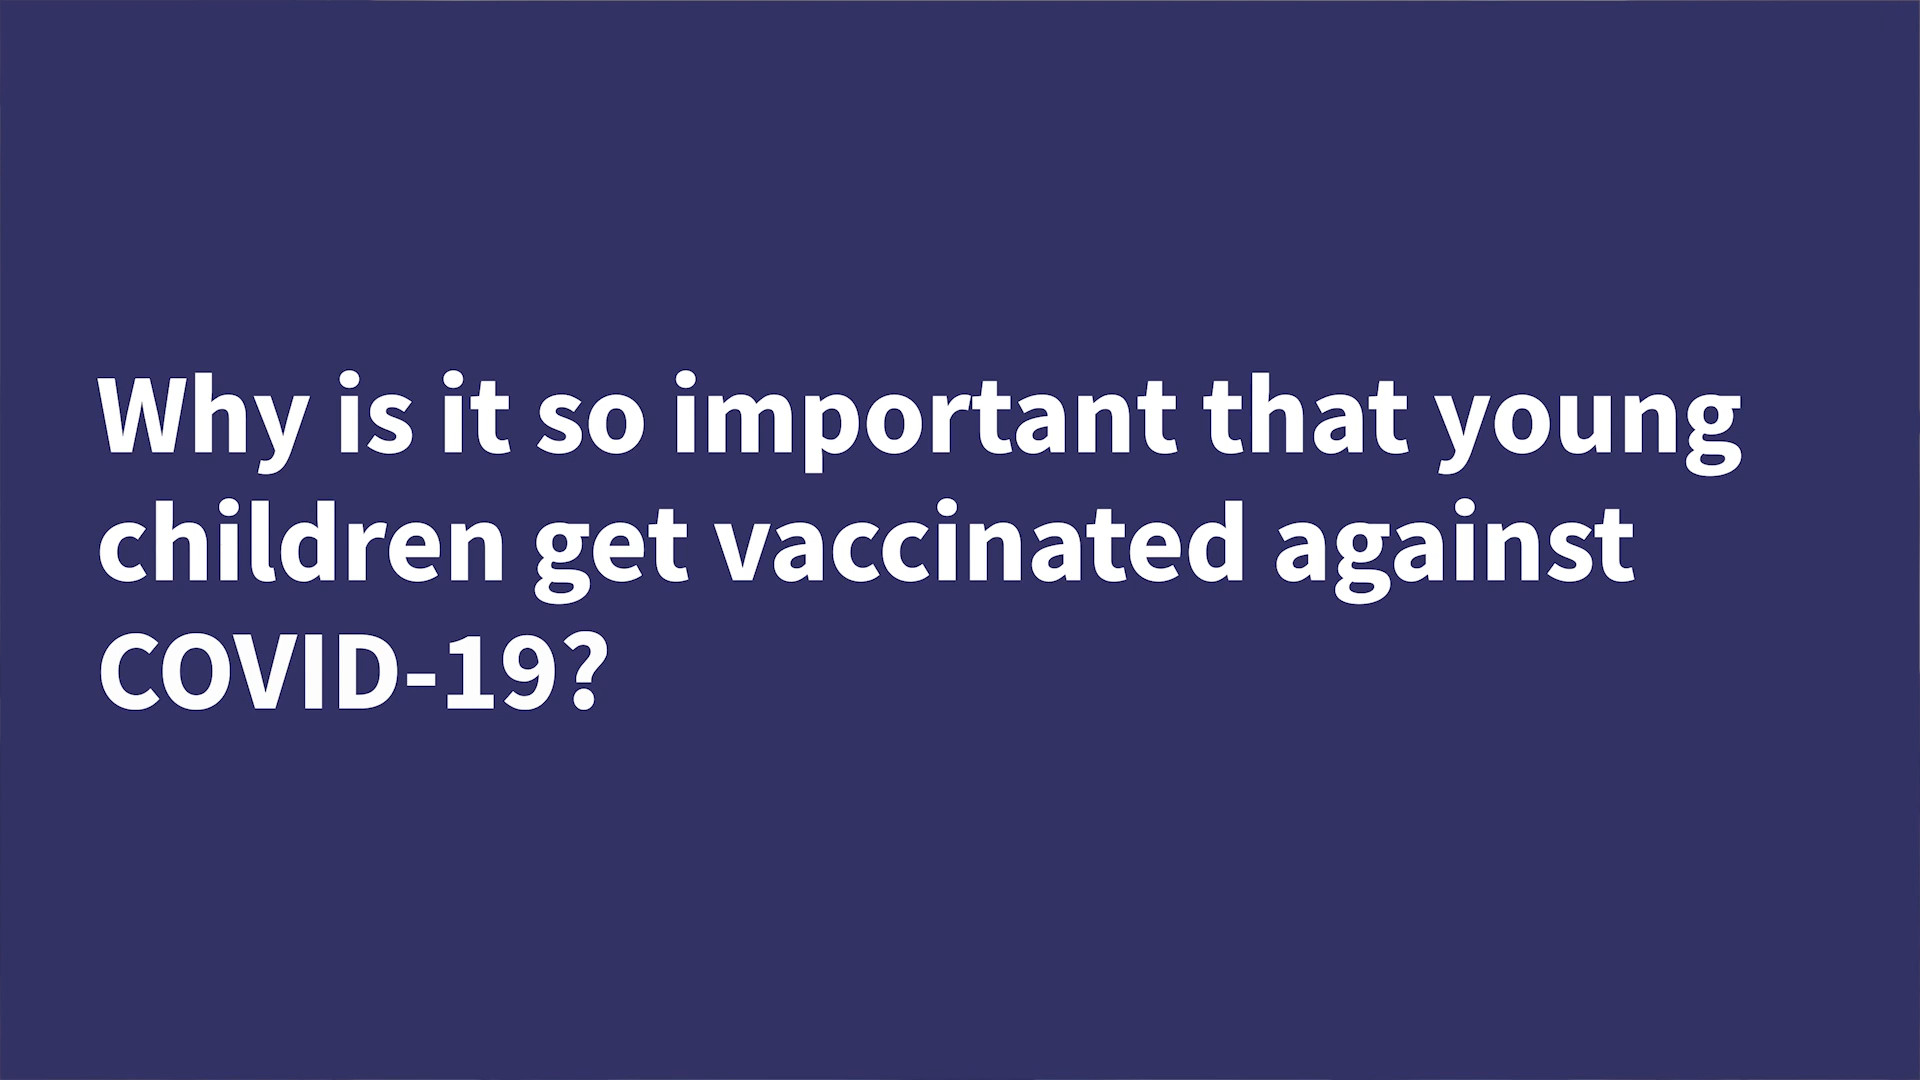 Why is it so important that young
children get vaccinated against
COVID-19?